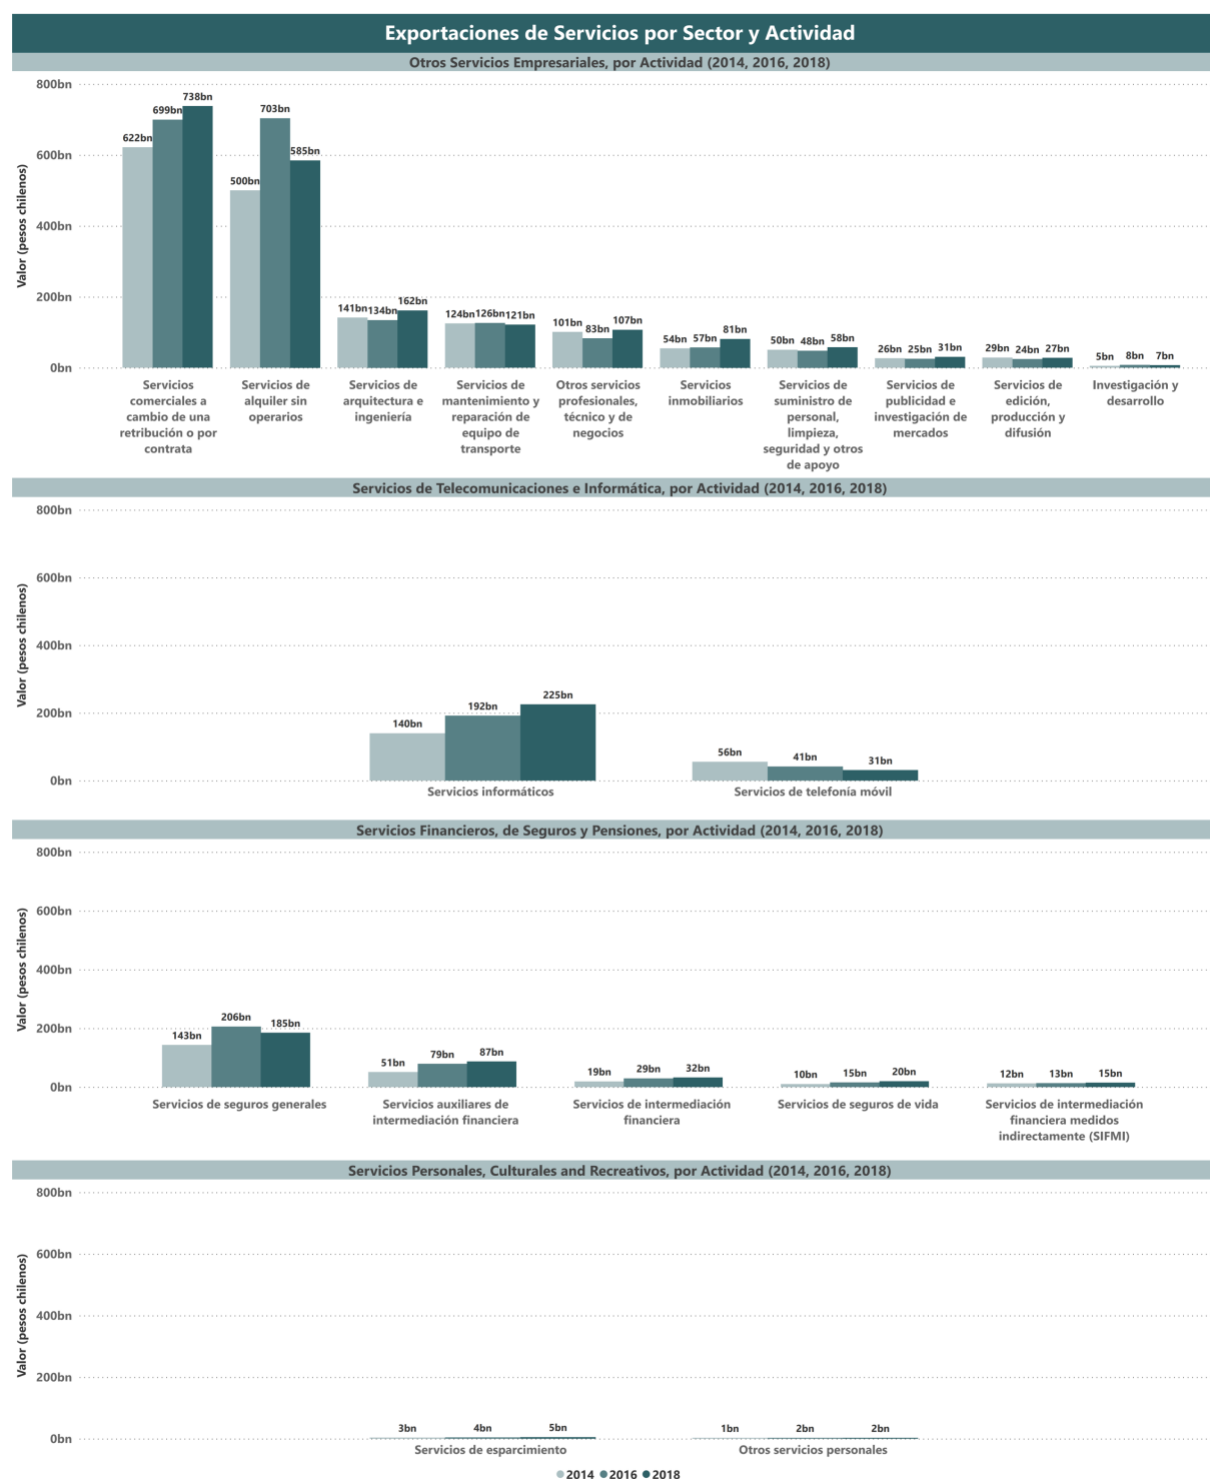 Exportaciones de Servicios por Sector y Actividad
Otros Servicios Empresariales, por Actividad (2014, 2016, 2018)
Valor (pesos chilenos)
800bn
600bn
400bn
200bn
0bn
622bn 699bn 738bn
500bn 703bn 585bn
141bn 134bn 162bn
124bn 126bn 121bn
101bn 83bn 107bn
54bn 57bn 81bn
50bn 48bn 58bn
26bn 25bn 31bn
29bn 24bn 27bn
5bn 8bn 7bn
Servicios
comerciales a
cambio de una
retribución o por
contrata
Servicios de
alquiler sin
operarios
Servicios de
arquitectura e
ingeniería
Servicios de
mantenimiento y
reparación de
equipo de
transporte
Otros servicios
profesionales,
técnico y de
negocios
Servicios
inmobiliarios
Servicios de
suministro de
personal,
limpieza,
seguridad y otros
de apoyo
Servicios de
publicidad e
investigación de
mercados
Servicios de
edición,
producción y
difusión
Investigación y
desarrollo
Servicios de Telecomunicaciones e Informática, por Actividad (2014, 2016, 2018)
Valor (pesos chilenos)
800bn
600bn
400bn
200bn
0bn
140bn 192bn 225bn
56bn 41bn 31bn
Servicios informáticos
Servicios de telefonía móvil
Servicios Financieros, de Seguros y Pensiones, por Actividad (2014, 2016, 2018)
Valor (pesos chilenos)
800bn
600bn
400bn
200bn
0bn
143bn 206bn 185bn
51bn 79bn 87bn
19bn 29bn 32bn
10bn 15bn 20bn
12bn 13bn 15bn
Servicios de seguros generales
Servicios auxiliares de
intermediación financiera
Servicios de intermediación
financiera
Servicios de seguros de vida
Servicios de intermediación
financiera medidos
indirectamente (SIFMI)
Servicios Personales, Culturales and Recreativos, por Actividad (2014, 2016, 2018)
Valor (pesos chilenos)
800bn
600bn
400bn
200bn
0bn
3bn 4bn 5bn
1bn 2bn 2bn
Servicios de esparcimiento
Otros servicios personales
2014 2016 2018